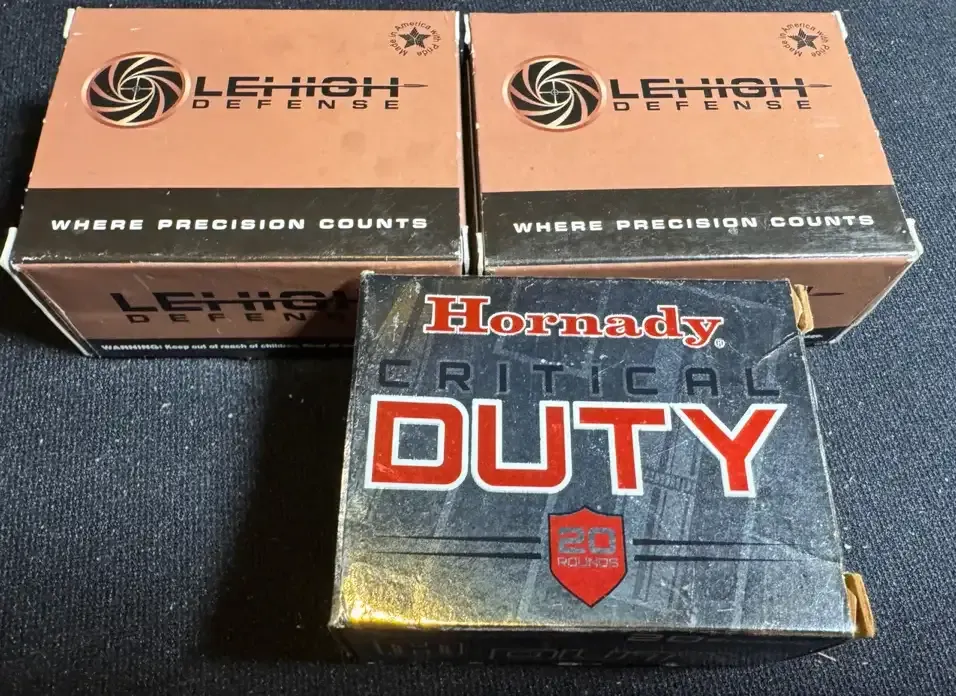 Made in America with Pride
LEHIGH
DEFENSE
WHERE PRECISION COUNTS
Made in America with Pride
LEHIGH
DEFENSE
WHERE PRECISION COUNTS
LEHIGH
DEFENS
WARNING: Keep out of reach of children.
Hornady®
CRITICAL
DUTY
20
ROUNDS